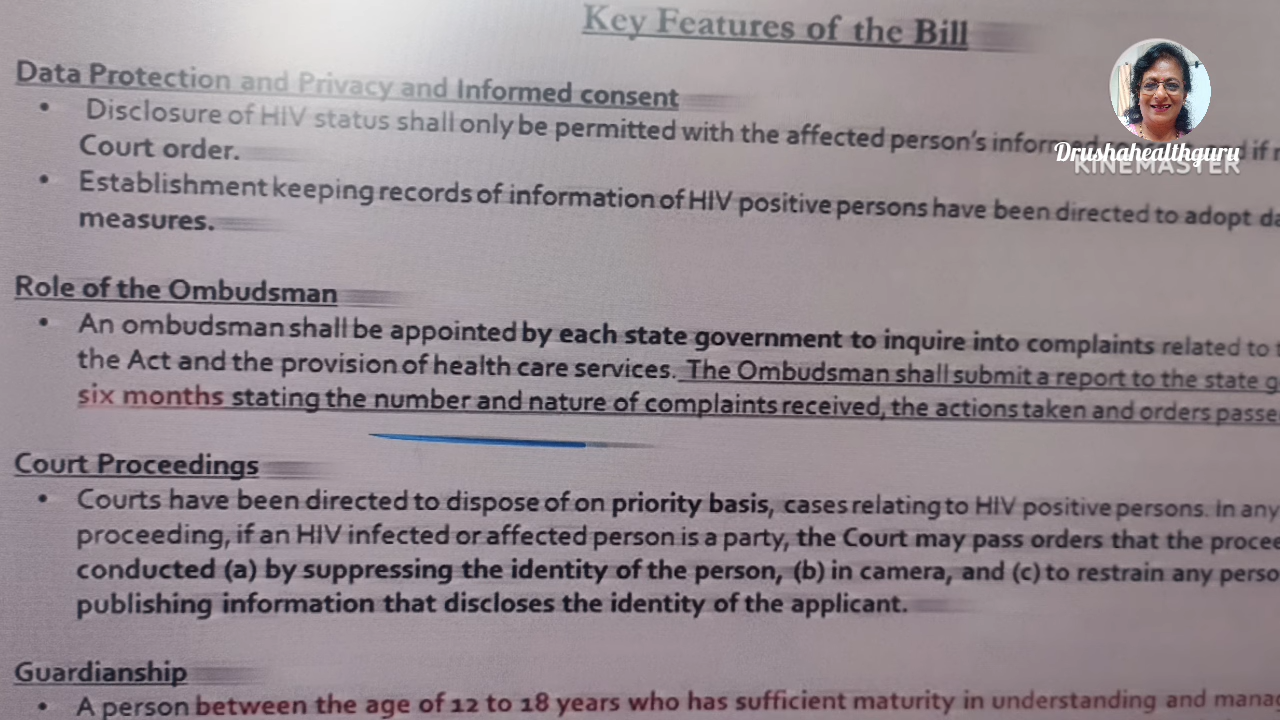 Key Features of the Bill
Data Protection and Privacy and Informed consent
• Disclosure of HIV status shall only be permitted with the affected person's if
Court order.
• Establishment keeping records of information of HIV positive persons have been directed to adopt
measures.
Role of the Ombudsman
• An ombudsman shall be appointed by each state government to inquire into complaints related to
the Act and the provision of health care services. The Ombudsman shall submit a report to the state
six months stating the number and nature of complaints received, the actions taken and orders passe
Court Proceedings
• Courts have been directed to dispose of on priority basis, cases relating to HIV positive persons. In any
proceeding, if an HIV infected or affected person is a party, the Court may pass orders that the procee
conducted (a) by suppressing the identity of the person, (b) in camera, and (c) to restrain any perso
publishing information that discloses the identity of the applicant.
Guardianship
• A person between the age of 12 to 18 years who has sufficient maturity in understanding and mana
Drushahealthguru
KINEMASTER